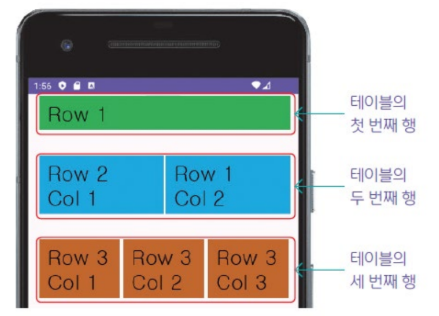 1:56
Row 1
테이블의
첫 번째 행
Row 2
Col 1
Row 1
Col 2
테이블의
두 번째 행
Row 3
Col 1
Row 3
Col 2
Row 3
Col 3
테이블의
세 번째 행